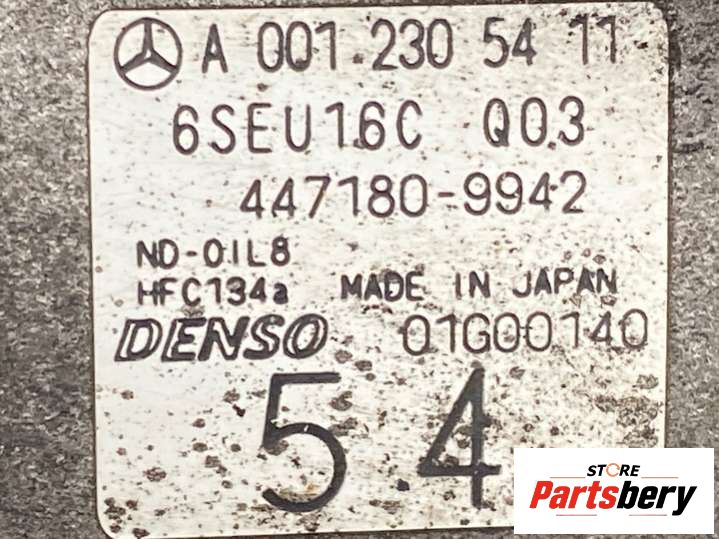 A 001 230 54 11
6SEU16C Q03
447180-9942
ND-OIL8
HFC134a MADE IN JAPAN
DENSO 01G00140
54
STORE
Partsbery